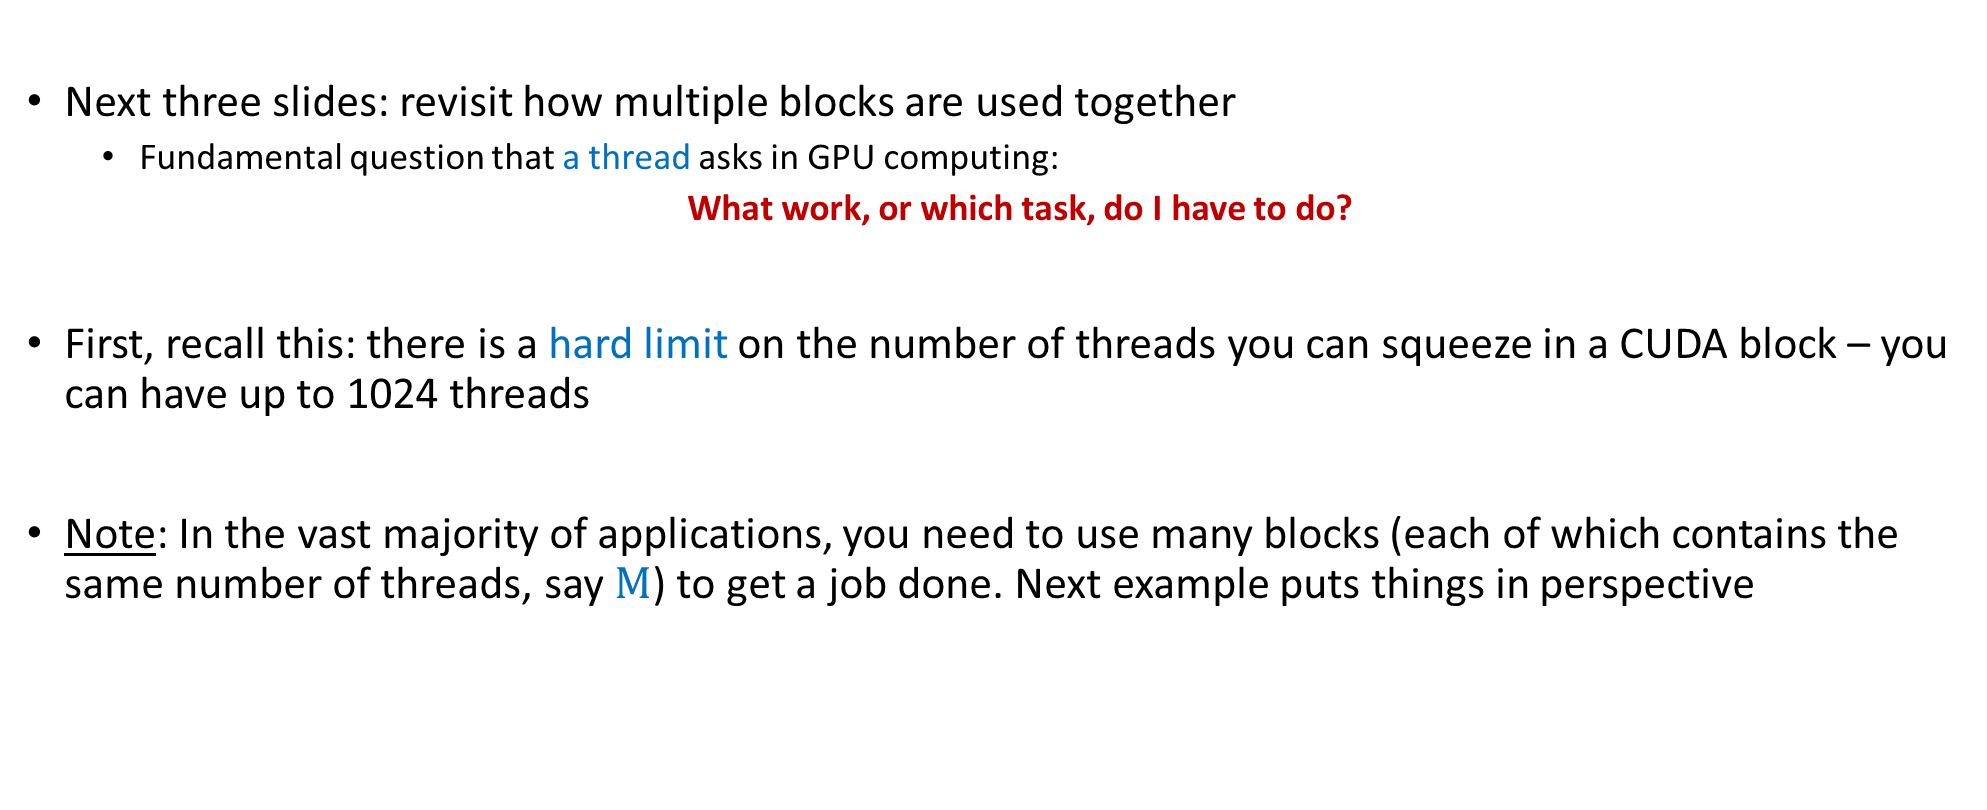 • Next three slides: revisit how multiple blocks are used together
• Fundamental question that a thread asks in GPU computing:
What work, or which task, do I have to do?
• First, recall this: there is a hard limit on the number of threads you can squeeze in a CUDA block – you
can have up to 1024 threads
• Note: In the vast majority of applications, you need to use many blocks (each of which contains the
same number of threads, say M) to get a job done. Next example puts things in perspective